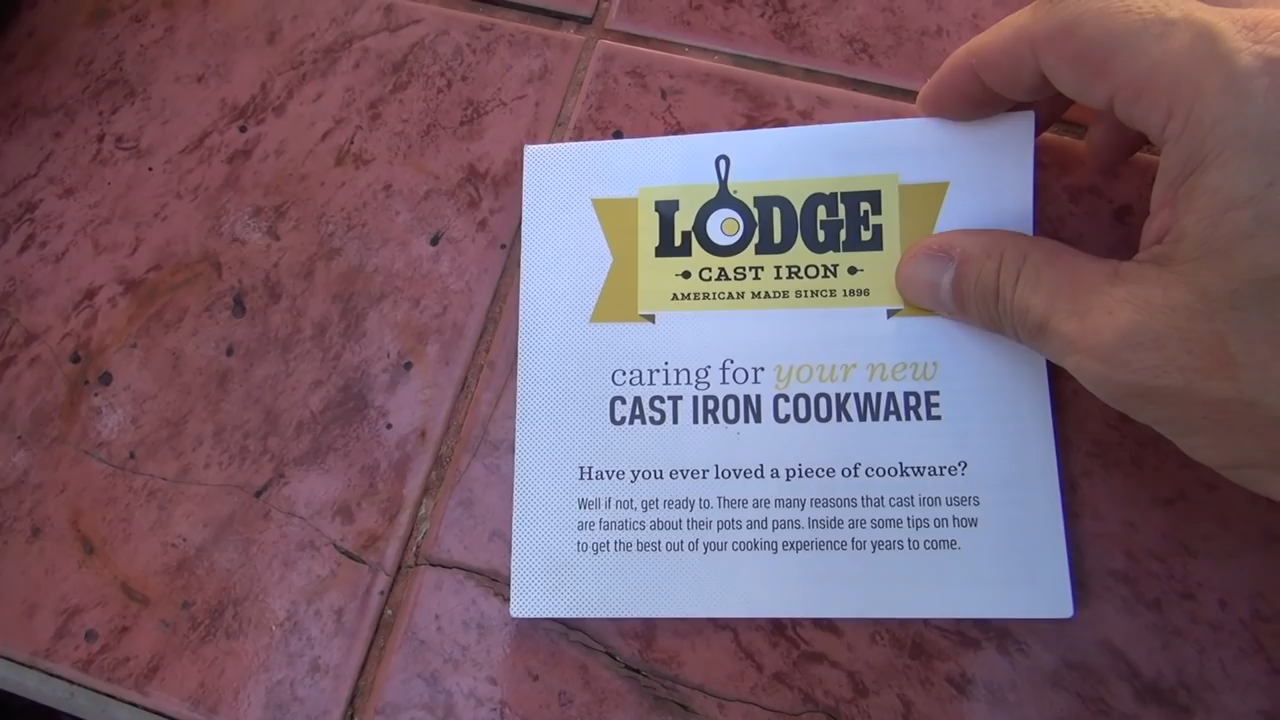 LODGE
CAST IRON
AMERICAN MADE SINCE 1896
caring for your new
CAST IRON COOKWARE
Have you ever loved a piece of cookware?
Well if not, get ready to. There are many reasons that cast iron users
are fanatics about their pots and pans. Inside are some tips on how
to get the best out of your cooking experience for years to come.